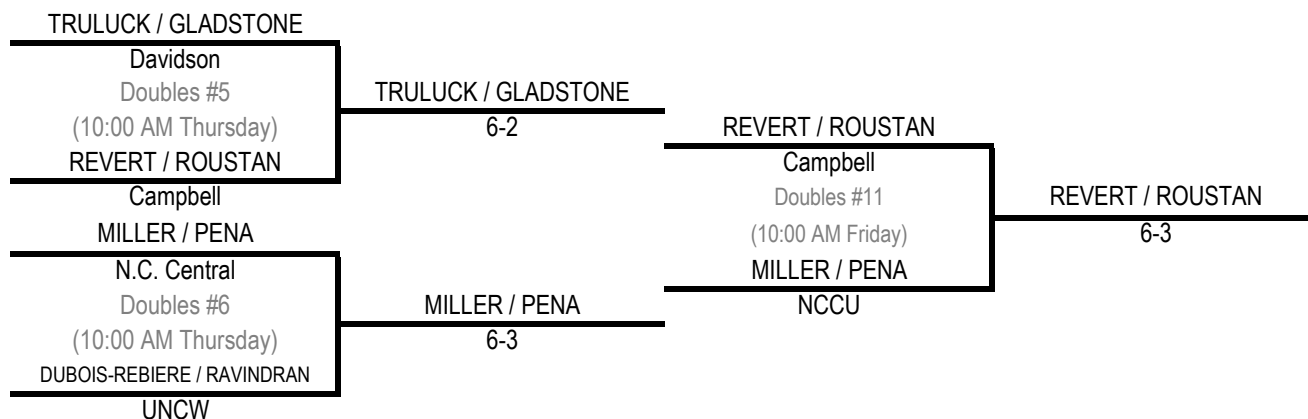 TRULUCK / GLADSTONE
Davidson
Doubles #5
(10:00 AM Thursday)
REVERT / ROUSTAN
Campbell
TRULUCK / GLADSTONE
6-2
MILLER / PENA
N.C. Central
Doubles #6
(10:00 AM Thursday)
DUBOIS-REBIERE / RAVINDRAN
UNCW
MILLER / PENA
6-3
REVERT / ROUSTAN
Campbell
Doubles #11
(10:00 AM Friday)
MILLER / PENA
NCCU
REVERT / ROUSTAN
6-3